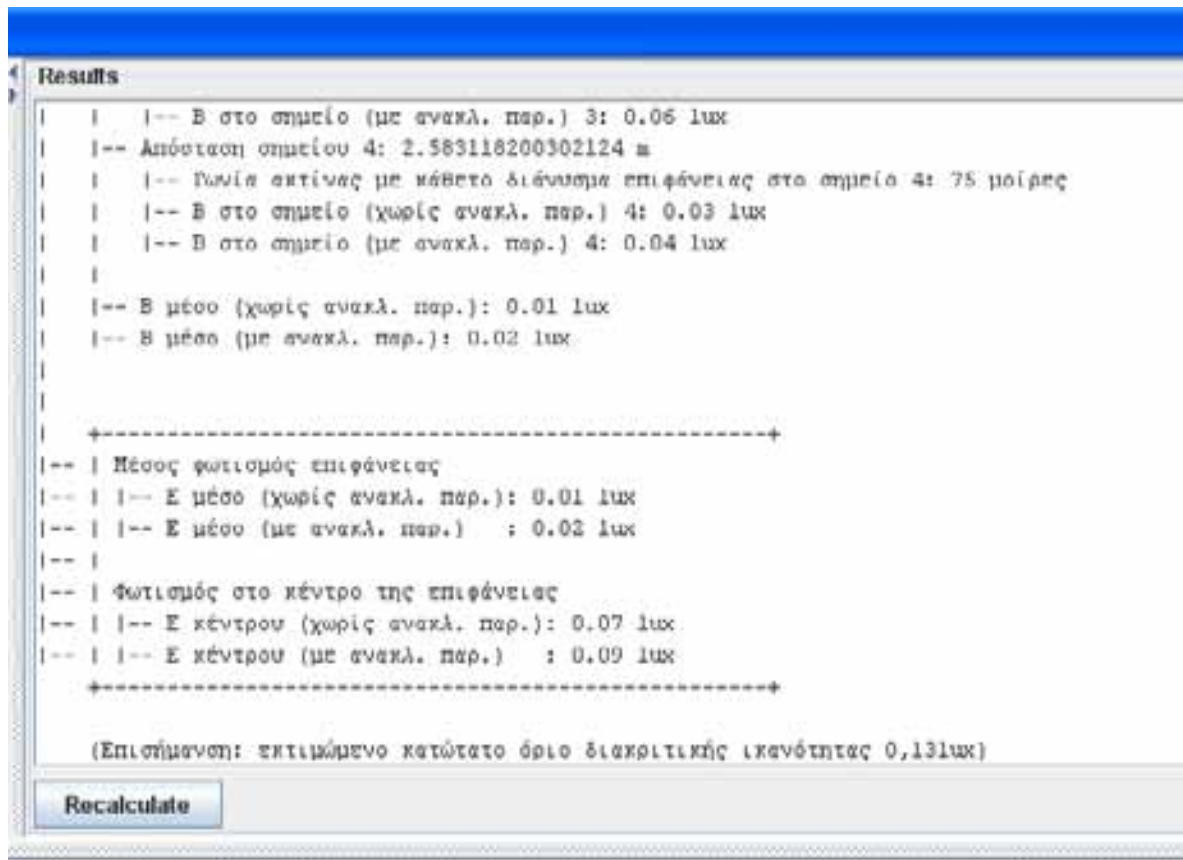 Results
|   |   |-- B στο σημείο (με ανακλ. παρ.) 3: 0.06 lux
|   |-- Απόσταση σημείου 4: 2.583118200302124 m
|   |   |-- Γωνία ακτίνας με κάθετο διάνυσμα επιφάνειας στο σημείο 4: 75 μοίρες
|   |   |-- B στο σημείο (χωρίς ανακλ. παρ.) 4: 0.03 lux
|   |   |-- B στο σημείο (με ανακλ. παρ.) 4: 0.04 lux
|   |
|   |-- B μέσο (χωρίς ανακλ. παρ.): 0.01 lux
|   |-- B μέσο (με ανακλ. παρ.): 0.02 lux
|
|
|   +---------------------------------------------------+
|-- | Μέσος φωτισμός επιφάνειας
|-- | |-- E μέσο (χωρίς ανακλ. παρ.): 0.01 lux
|-- | |-- E μέσο (με ανακλ. παρ.)   : 0.02 lux
|-- |
|-- | Φωτισμός στο κέντρο της επιφάνειας
|-- | |-- E κέντρου (χωρίς ανακλ. παρ.): 0.07 lux
|-- | |-- E κέντρου (με ανακλ. παρ.)   : 0.09 lux
+---------------------------------------------------+
(Επισήμανση: εκτιμώμενο κατώτατο όριο διακριτικής ικανότητας 0,13lux)
Recalculate